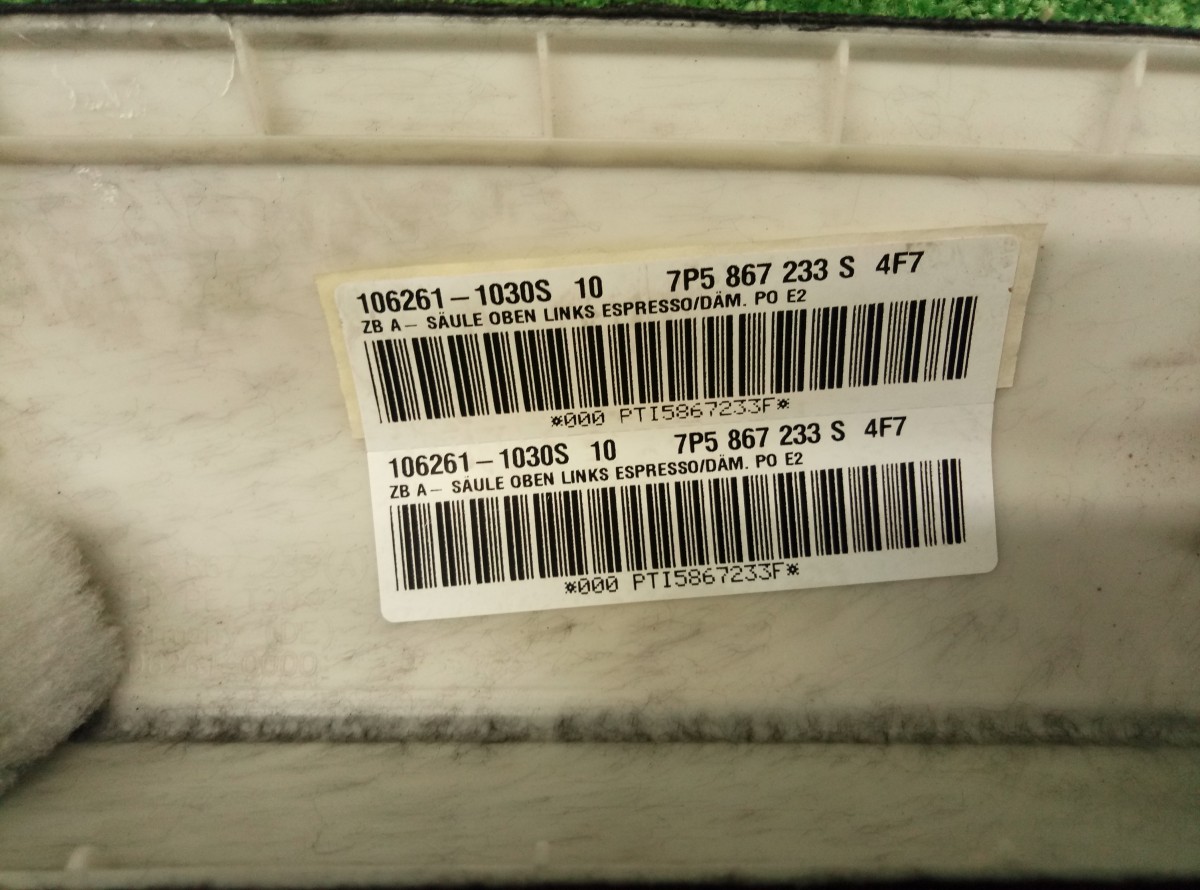 106261-1030S 10 7P5 867 233 S 4F7
ZB A- SÄULE OBEN LINKS ESPRESSO/DÄM. PO E2
*000 PTI5867233F*
106261-1030S 10 7P5 867 233 S 4F7
ZB A- SÄULE OBEN LINKS ESPRESSO/DÄM. PO E2
*000 PTI5867233F*